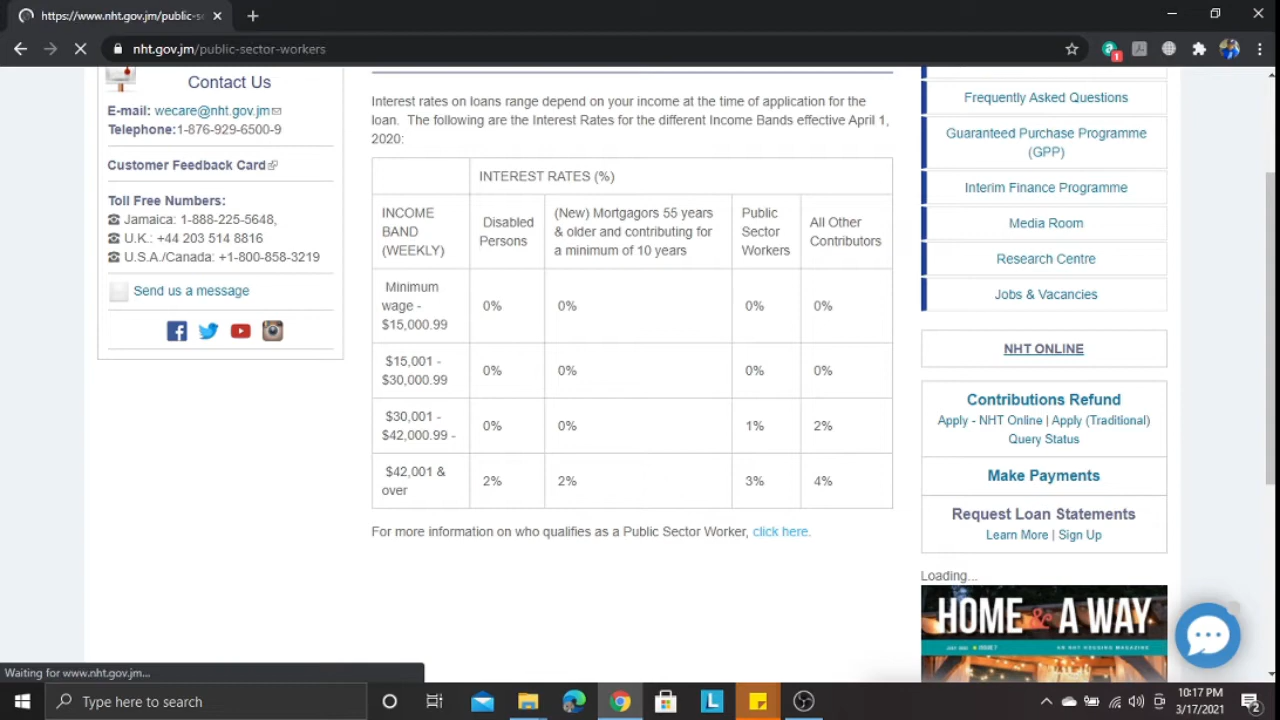 https://www.nht.gov.jm/public-se
nht.gov.jm/public-sector-workers
1
Contact Us
E-mail: wecare@nht.gov.jm
Telephone:1-876-929-6500-9
Customer Feedback Card
Toll Free Numbers:
Jamaica: 1-888-225-5648,
U.K.: +44 203 514 8816
U.S.A./Canada: +1-800-858-3219
Send us a message
Interest rates on loans range depend on your income at the time of application for the
loan. The following are the Interest Rates for the different Income Bands effective April 1,
2020:
INTEREST RATES (%)
INCOME
BAND
(WEEKLY)
Disabled
Persons
(New) Mortgagors 55 years
& older and contributing for
a minimum of 10 years
Public
Sector
Workers
All Other
Contributors
Minimum
wage -
$15,000.99
0%
0%
0%
0%
$15,001 -
$30,000.99
0%
0%
0%
0%
$30,001 -
$42,000.99 -
0%
0%
1%
2%
$42,001 &
over
2%
2%
3%
4%
For more information on who qualifies as a Public Sector Worker, click here.
Frequently Asked Questions
Guaranteed Purchase Programme
(GPP)
Interim Finance Programme
Media Room
Research Centre
Jobs & Vacancies
NHT ONLINE
Contributions Refund
Apply - NHT Online | Apply (Traditional)
Query Status
Make Payments
Request Loan Statements
Learn More | Sign Up
Loading...
HOME & A WAY
AN NHT HOUSING MAGAZINE
Waiting for www.nht.gov.jm...
Type here to search
L
10:17 PM
3/17/2021
2